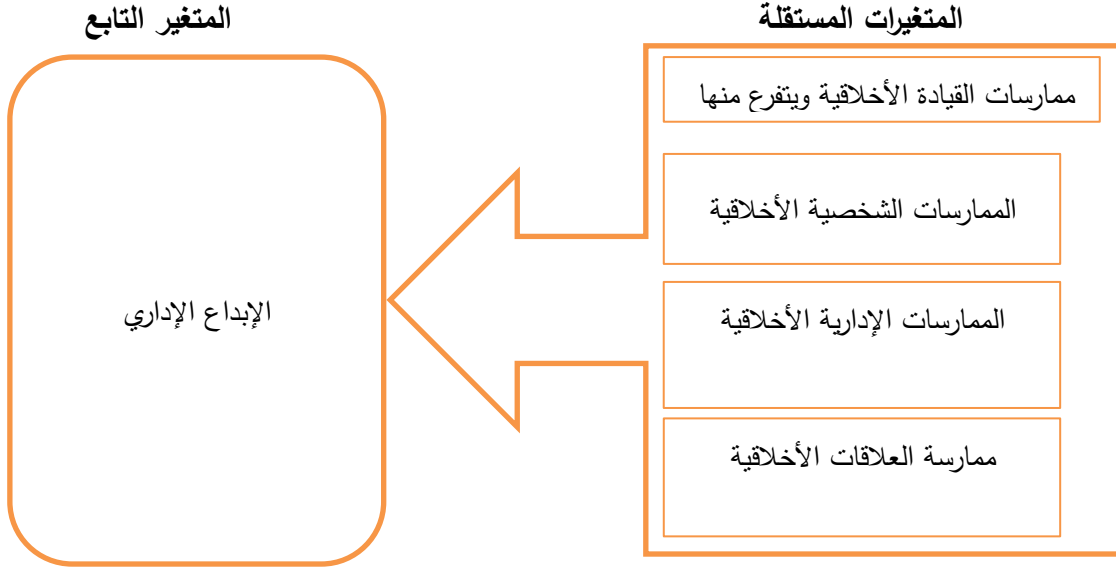 المتغيرات المستقلة
المتغير التابع
ممارسات القيادة الأخلاقية ويتفرع منها
الممارسات الشخصية الأخلاقية
الممارسات الإدارية الأخلاقية
ممارسة العلاقات الأخلاقية
الإبداع الإداري